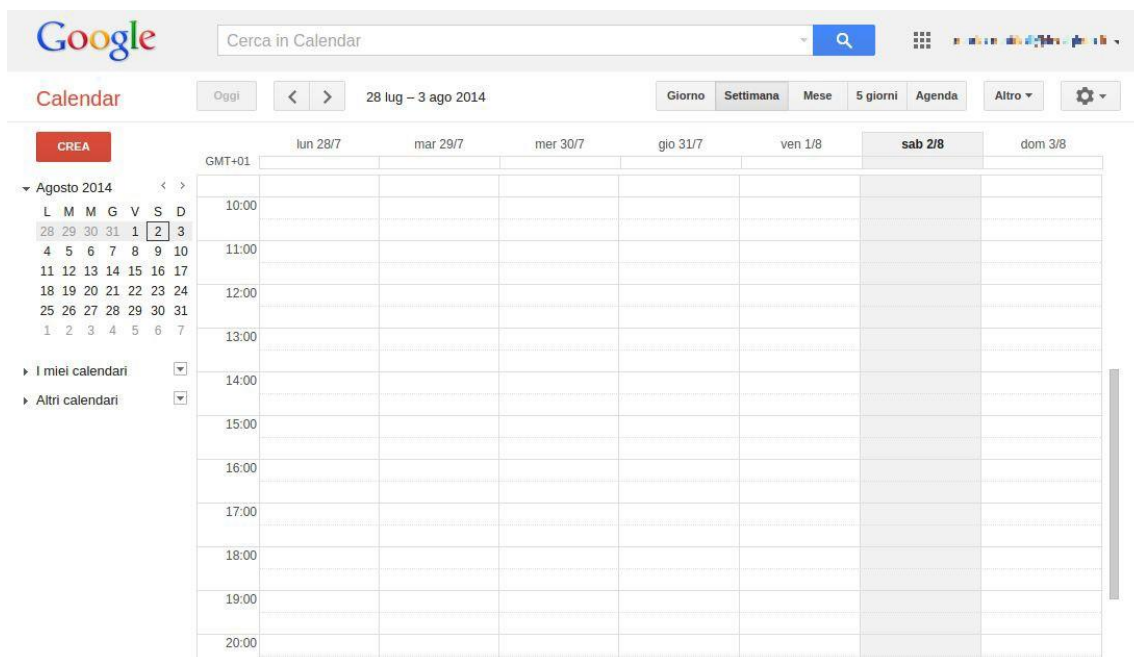 Google
Cerca in Calendar
Calendar
Oggi
28 lug – 3 ago 2014
Giorno Settimana Mese 5 giorni Agenda
Altro
CREA
Agosto 2014
L M M G V S D
28 29 30 31 1 2 3
4 5 6 7 8 9 10
11 12 13 14 15 16 17
18 19 20 21 22 23 24
25 26 27 28 29 30 31
1 2 3 4 5 6 7
I miei calendari
Altri calendari
lun 28/7 mar 29/7 mer 30/7 gio 31/7 ven 1/8 sab 2/8 dom 3/8
GMT+01
10:00
11:00
12:00
13:00
14:00
15:00
16:00
17:00
18:00
19:00
20:00